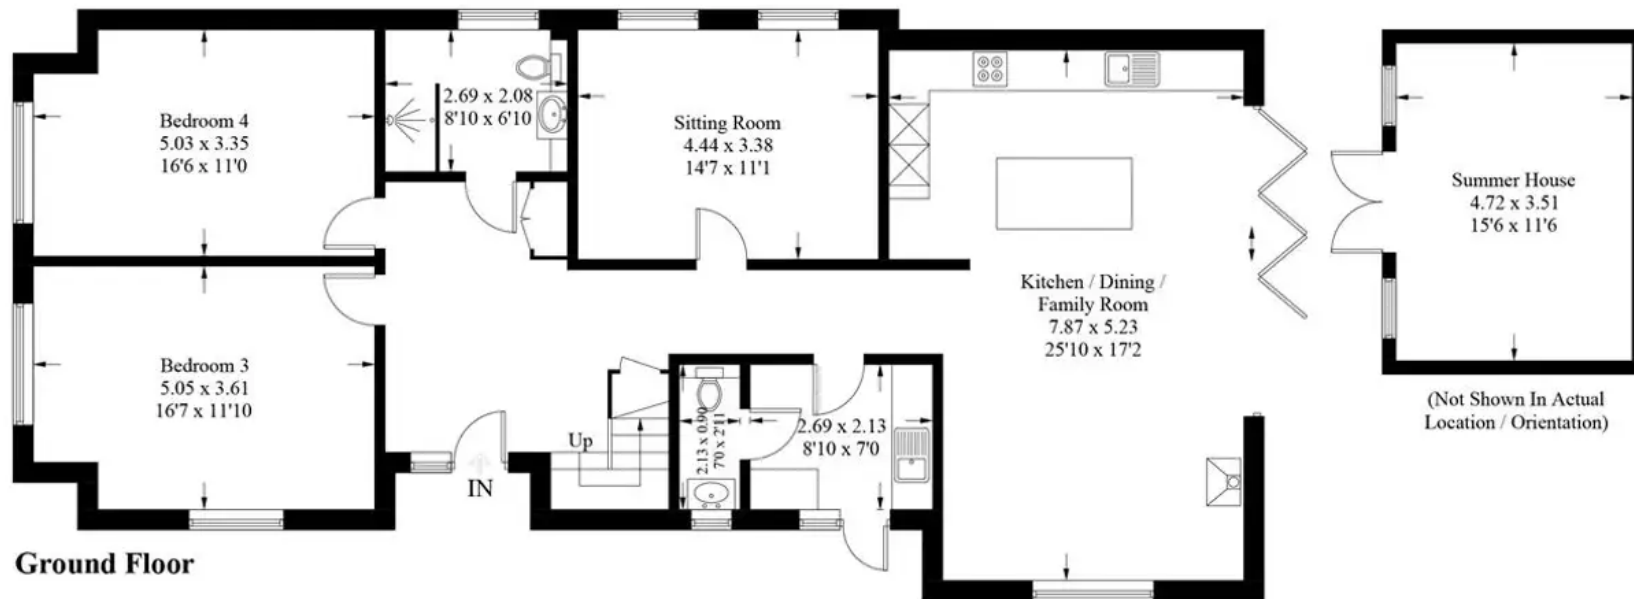 Bedroom 4
5.03 x 3.35
16'6 x 11'0
2.69 x 2.08
8'10 x 6'10
Sitting Room
4.44 x 3.38
14'7 x 11'1
Kitchen / Dining /
Family Room
7.87 x 5.23
25'10 x 17'2
Summer House
4.72 x 3.51
15'6 x 11'6
(Not Shown In Actual
Location / Orientation)
Bedroom 3
5.05 x 3.61
16'7 x 11'10
Up
IN
2.13 x 0.90
7'0 x 2'11
2.69 x 2.13
8'10 x 7'0
Ground Floor